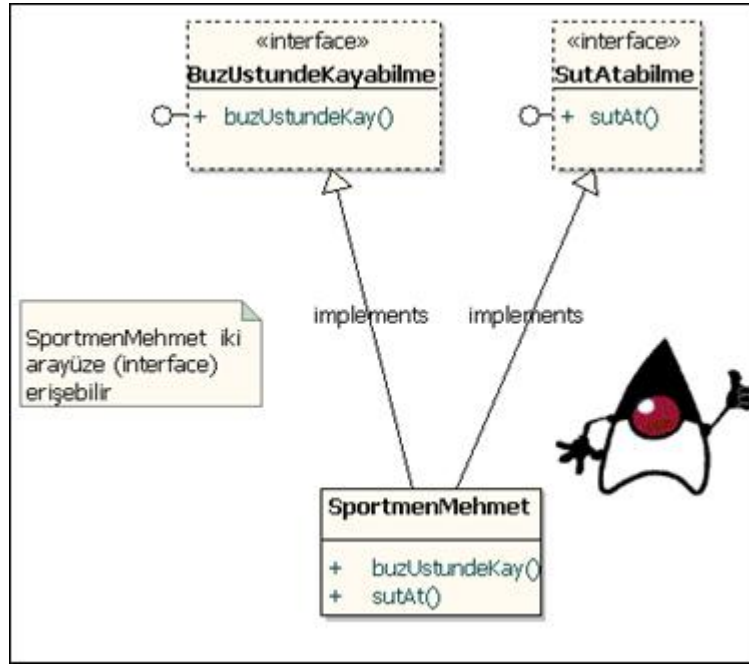 «interface»
BuzUstundeKayabilme
+ buzUstundeKay()
«interface»
SutAtabilme
+ sutAt()
implements
implements
SportmenMehmet iki
arayüze (interface)
erişebilir
SportmenMehmet
+ buzUstundeKay()
+ sutAt()